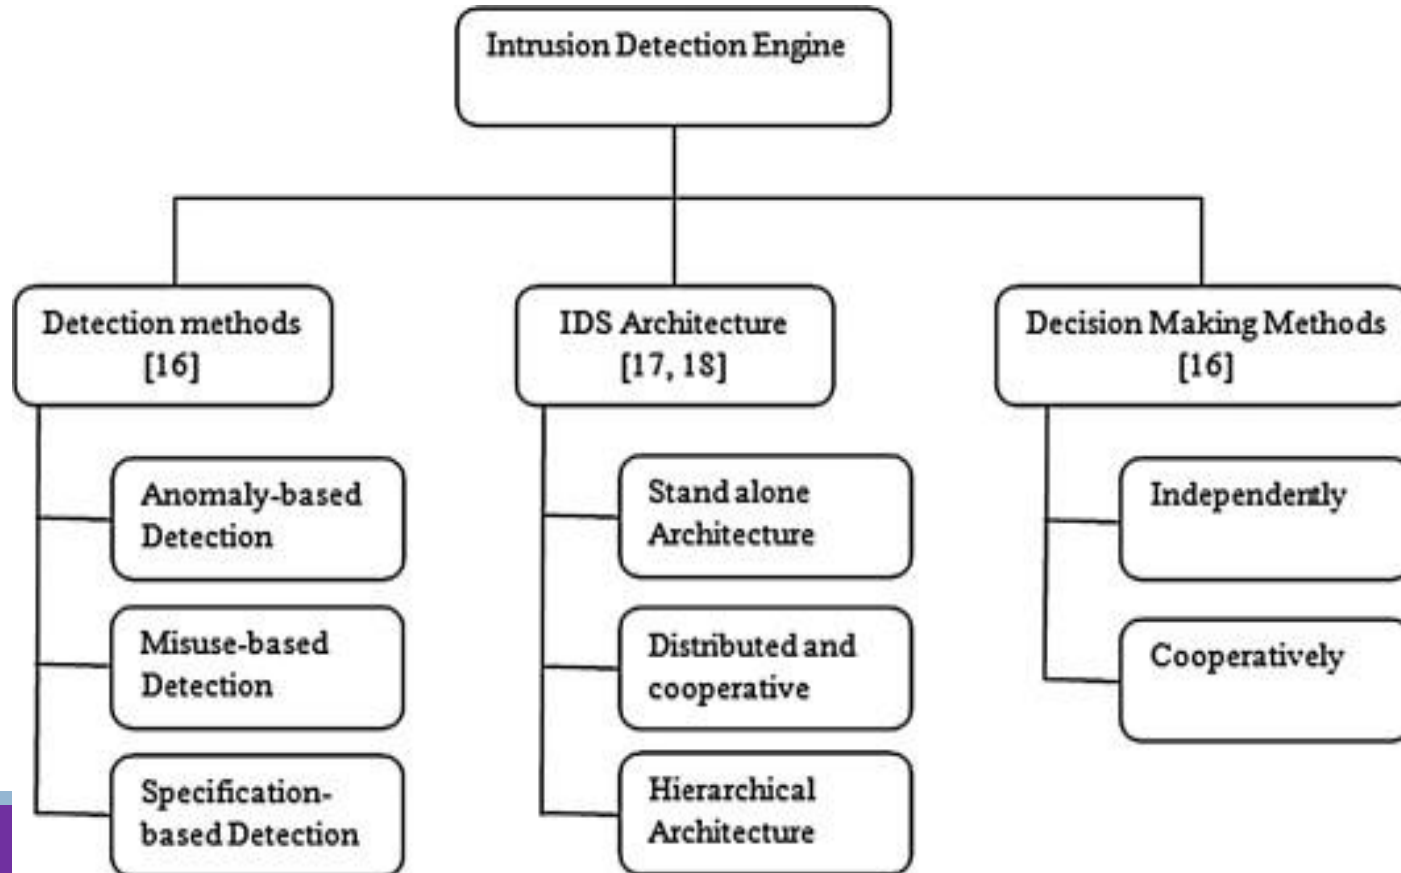 Intrusion Detection Engine
Detection methods
[16]
Anomaly-based
Detection
Misuse-based
Detection
Specification-
based Detection
IDS Architecture
[17, 18]
Stand alone
Architecture
Distributed and
cooperative
Hierarchical
Architecture
Decision Making Methods
[16]
Independently
Cooperatively